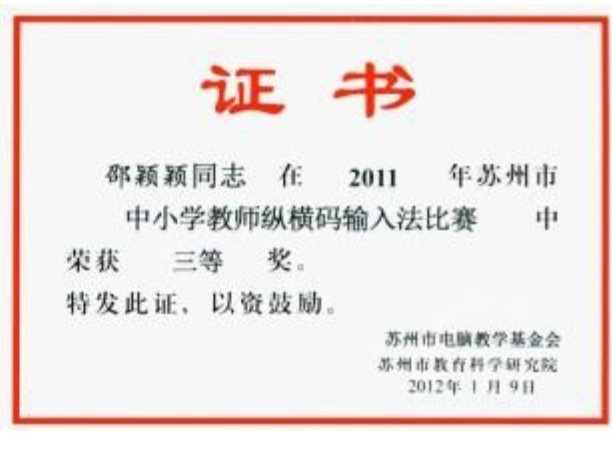 证书
邵颖颖同志 在 2011 年苏州市
中小学教师纵横码输入法比赛 中
荣获 三等 奖。
特发此证，以资鼓励。
苏州市电脑教学基金会
苏州市教育科学研究院
2012年 1 月 9日